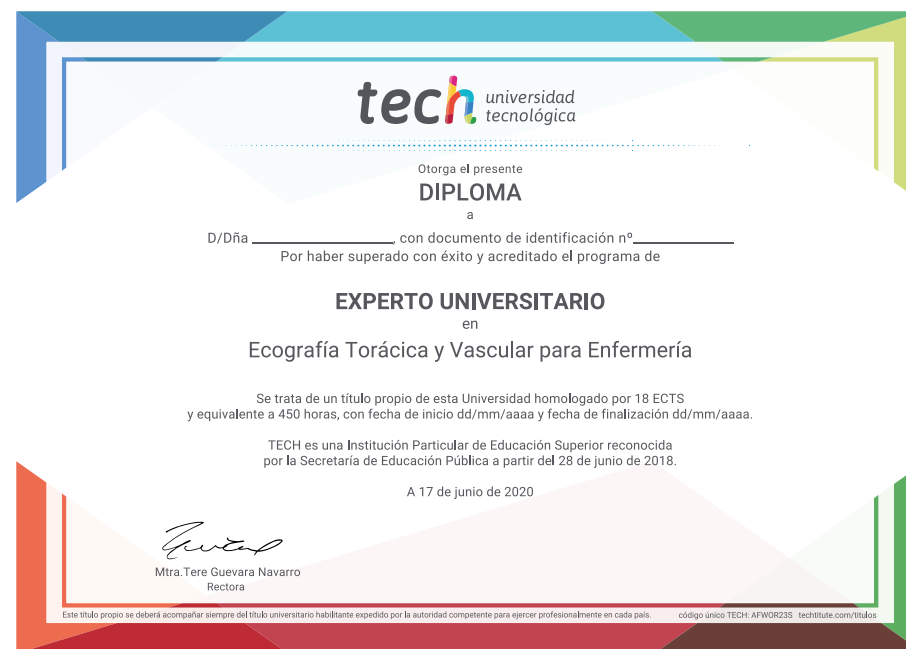 tech universidad
tecnológica
Otorga el presente
DIPLOMA
a
D/Dña ____________________, con documento de identificación nº______________
Por haber superado con éxito y acreditado el programa de
EXPERTO UNIVERSITARIO
en
Ecografía Torácica y Vascular para Enfermería
Se trata de un título propio de esta Universidad homologado por 18 ECTS
y equivalente a 450 horas, con fecha de inicio dd/mm/aaaa y fecha de finalización dd/mm/aaaa.
TECH es una Institución Particular de Educación Superior reconocida
por la Secretaría de Educación Pública a partir del 28 de junio de 2018.
A 17 de junio de 2020
Mtra.Tere Guevara Navarro
Rectora
Este título propio se deberá acompañar siempre del título universitario habilitante expedido por la autoridad competente para ejercer profesionalmente en cada país. código único TECH: AFWOR23S techtitute.com/titulos